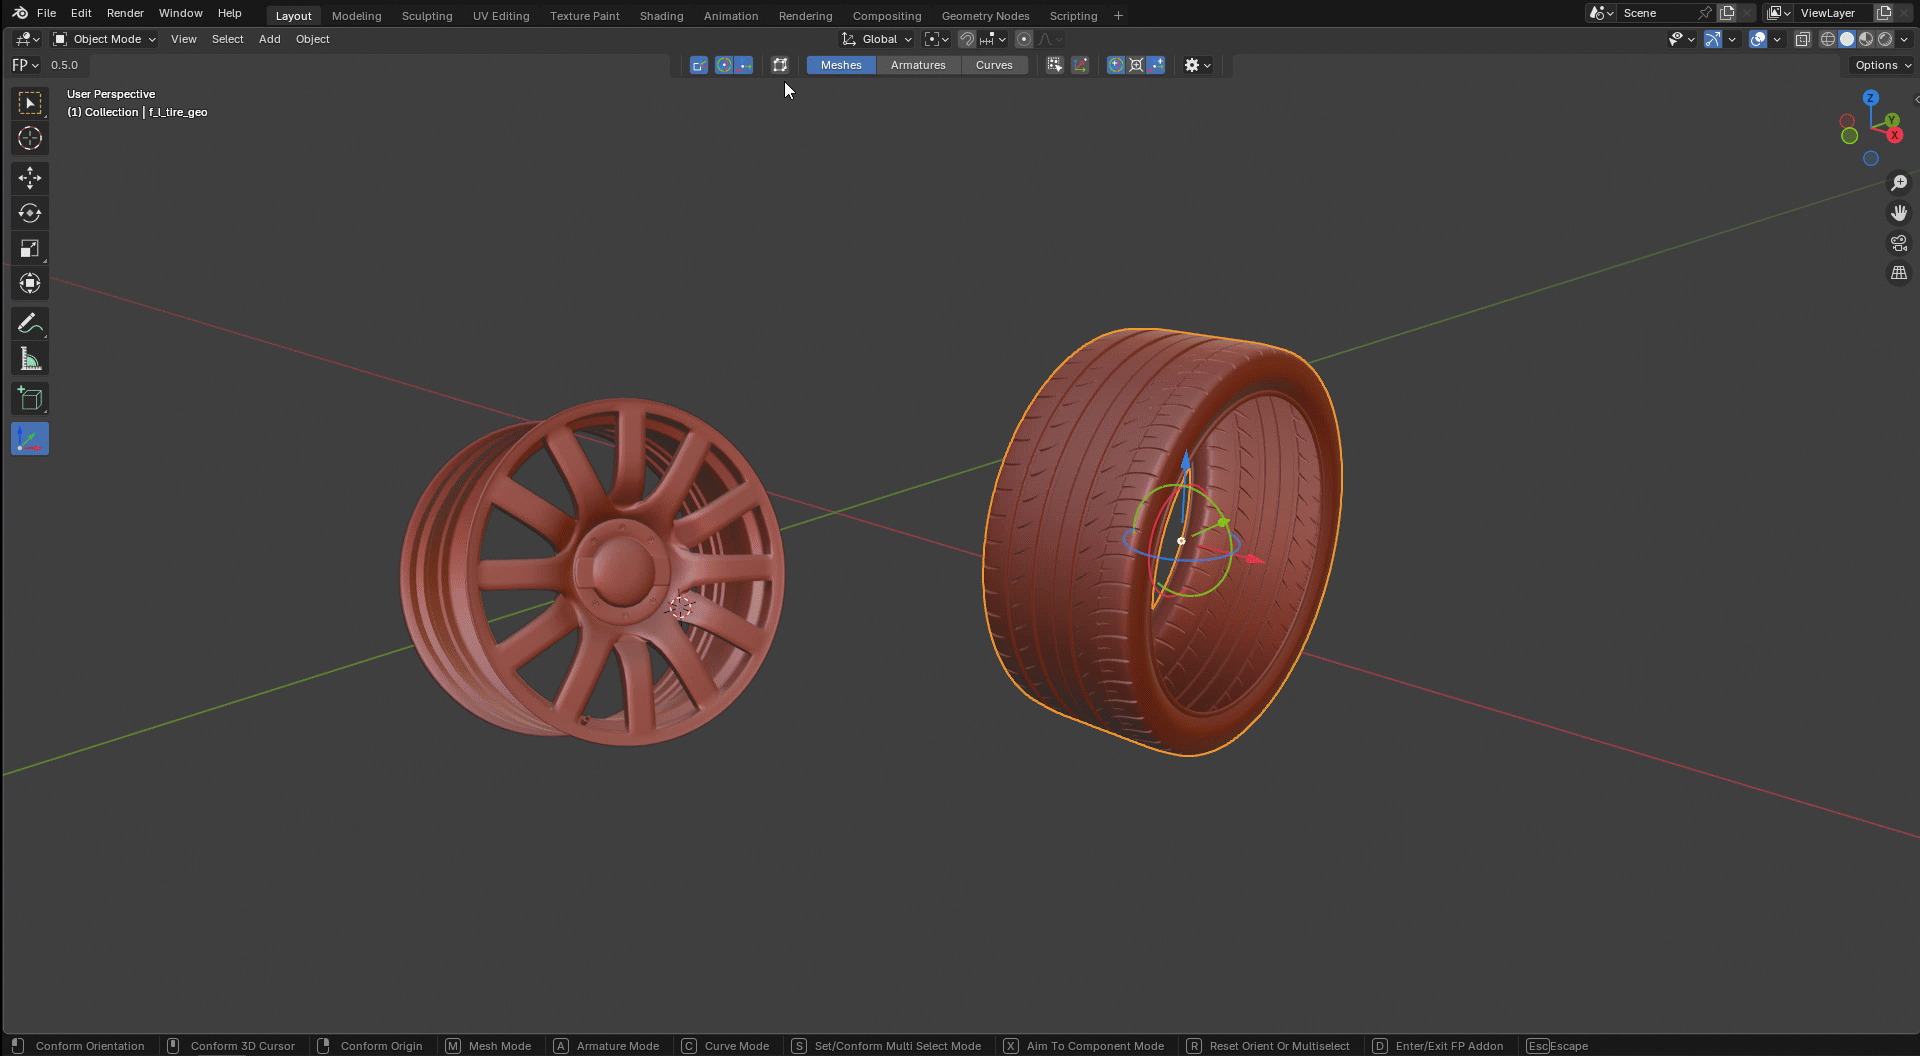 File Edit Render Window Help Layout Modeling Sculpting UV Editing Texture Paint Shading Animation Rendering Compositing Geometry Nodes Scripting + Scene ViewLayer
Object Mode View Select Add Object Global
FP 0.5.0 Meshes Armatures Curves Options
User Perspective
(1) Collection | f_l_tire_geo
Z
Y
X
Conform Orientation Conform 3D Cursor Conform Origin M Mesh Mode A Armature Mode C Curve Mode S Set/Conform Multi Select Mode X Aim To Component Mode R Reset Orient Or Multiselect D Enter/Exit FP Addon Esc Escape